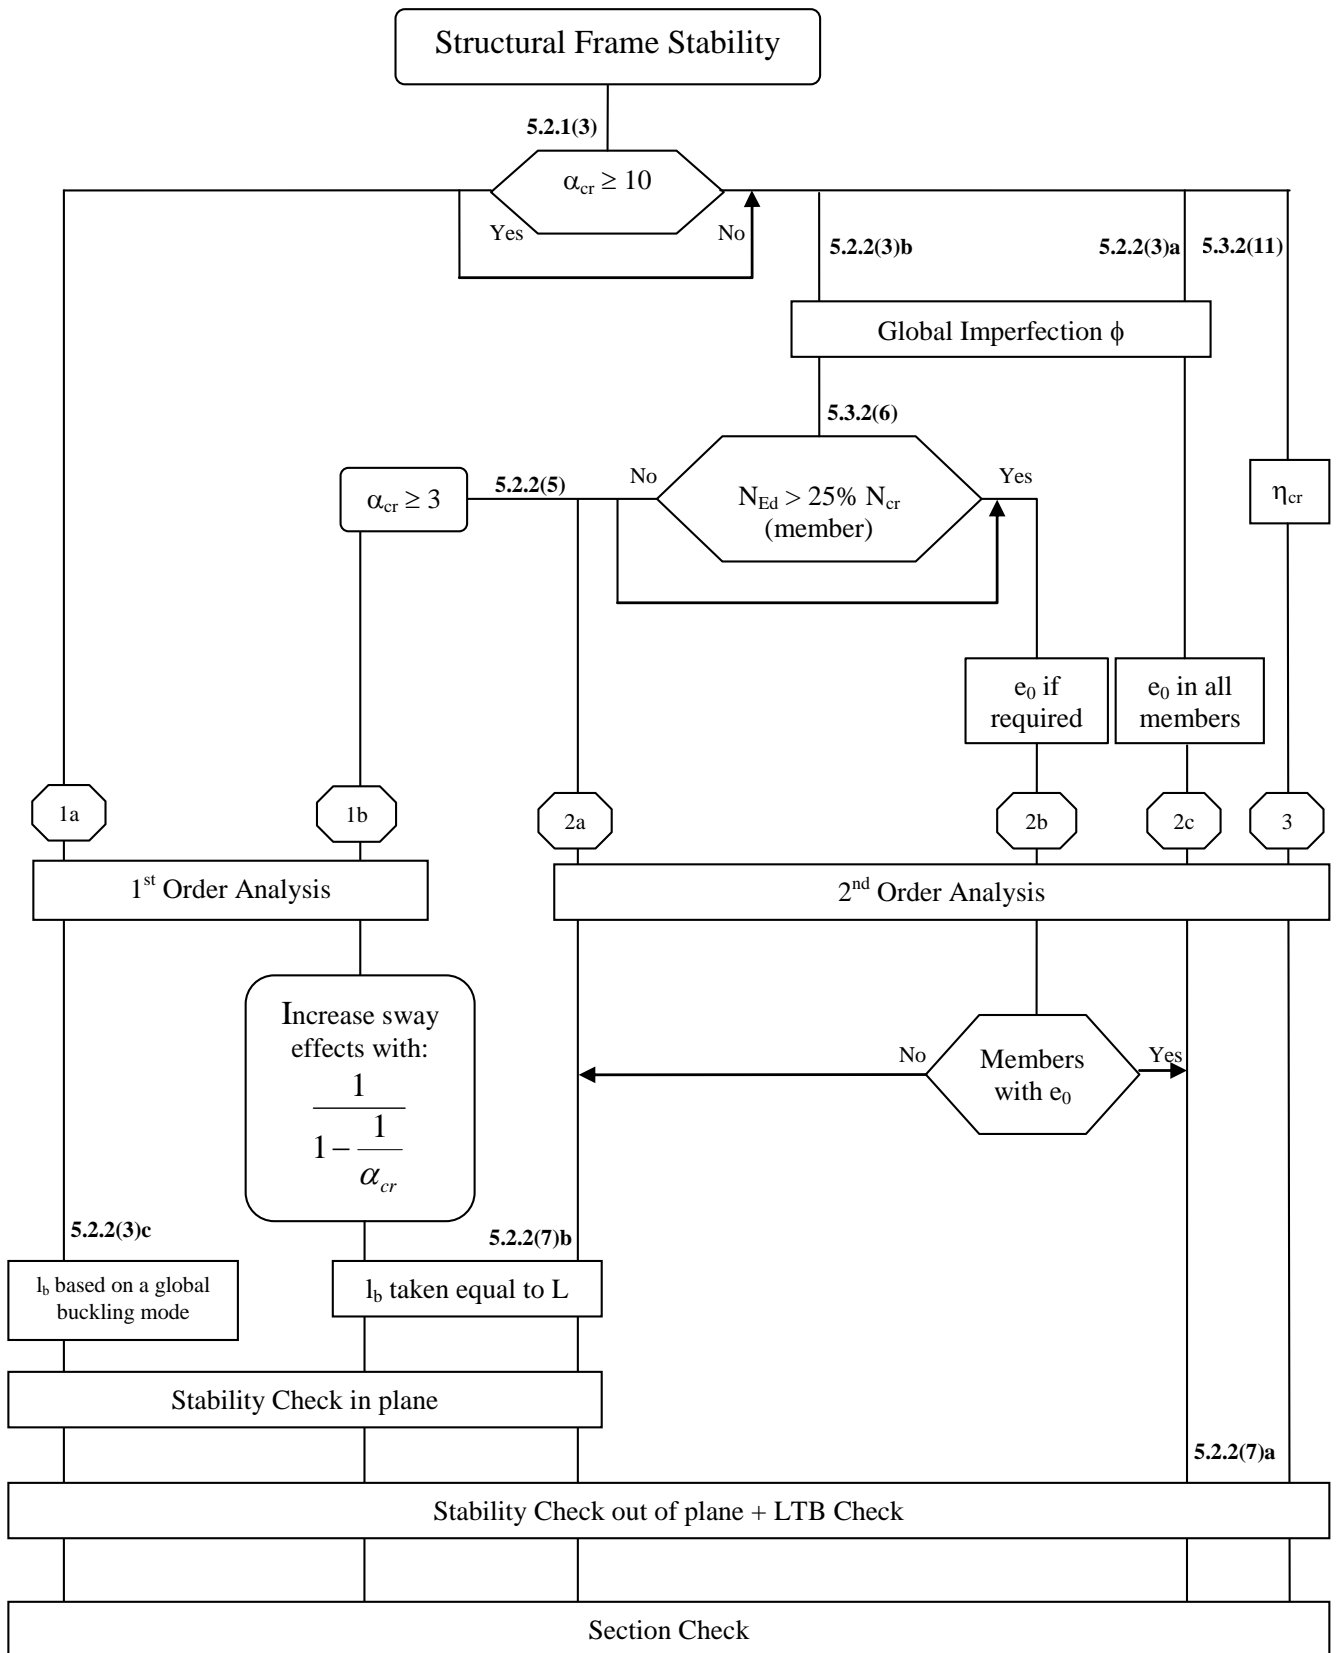 Structural Frame Stability
5.2.1(3)
αcr ≥ 10
Yes
No
5.2.2(3)b
5.2.2(3)a
5.3.2(11)
Global Imperfection ϕ
5.3.2(6)
αcr ≥ 3
5.2.2(5)
No
NEd > 25% Ncr
(member)
Yes
ηcr
e0 if
required
e0 in all
members
1a
1b
2a
2b
2c
3
1st Order Analysis
2nd Order Analysis
Increase sway
effects with:
1
1 − 1
αcr
No
Members
with e0
Yes
5.2.2(3)c
5.2.2(7)b
lb based on a global
buckling mode
lb taken equal to L
Stability Check in plane
5.2.2(7)a
Stability Check out of plane + LTB Check
Section Check